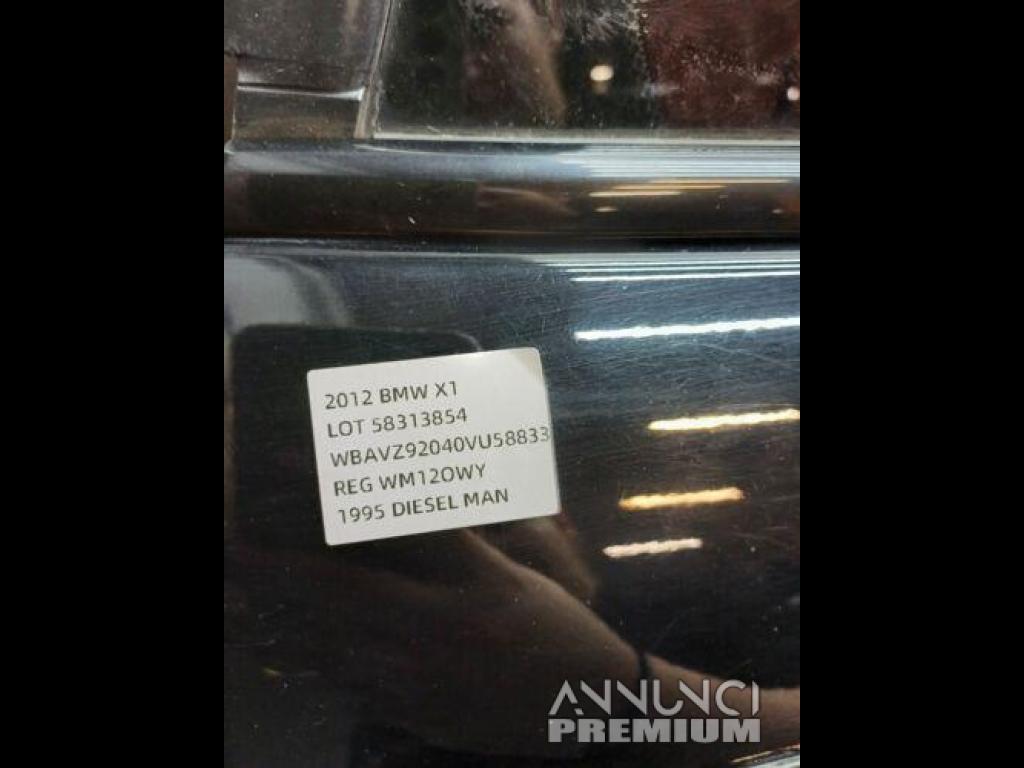 2012 BMW X1
LOT 58313854
WBAVZ92040VU58833
REG WM12OWY
1995 DIESEL MAN
ANNUNCI
PREMIUM